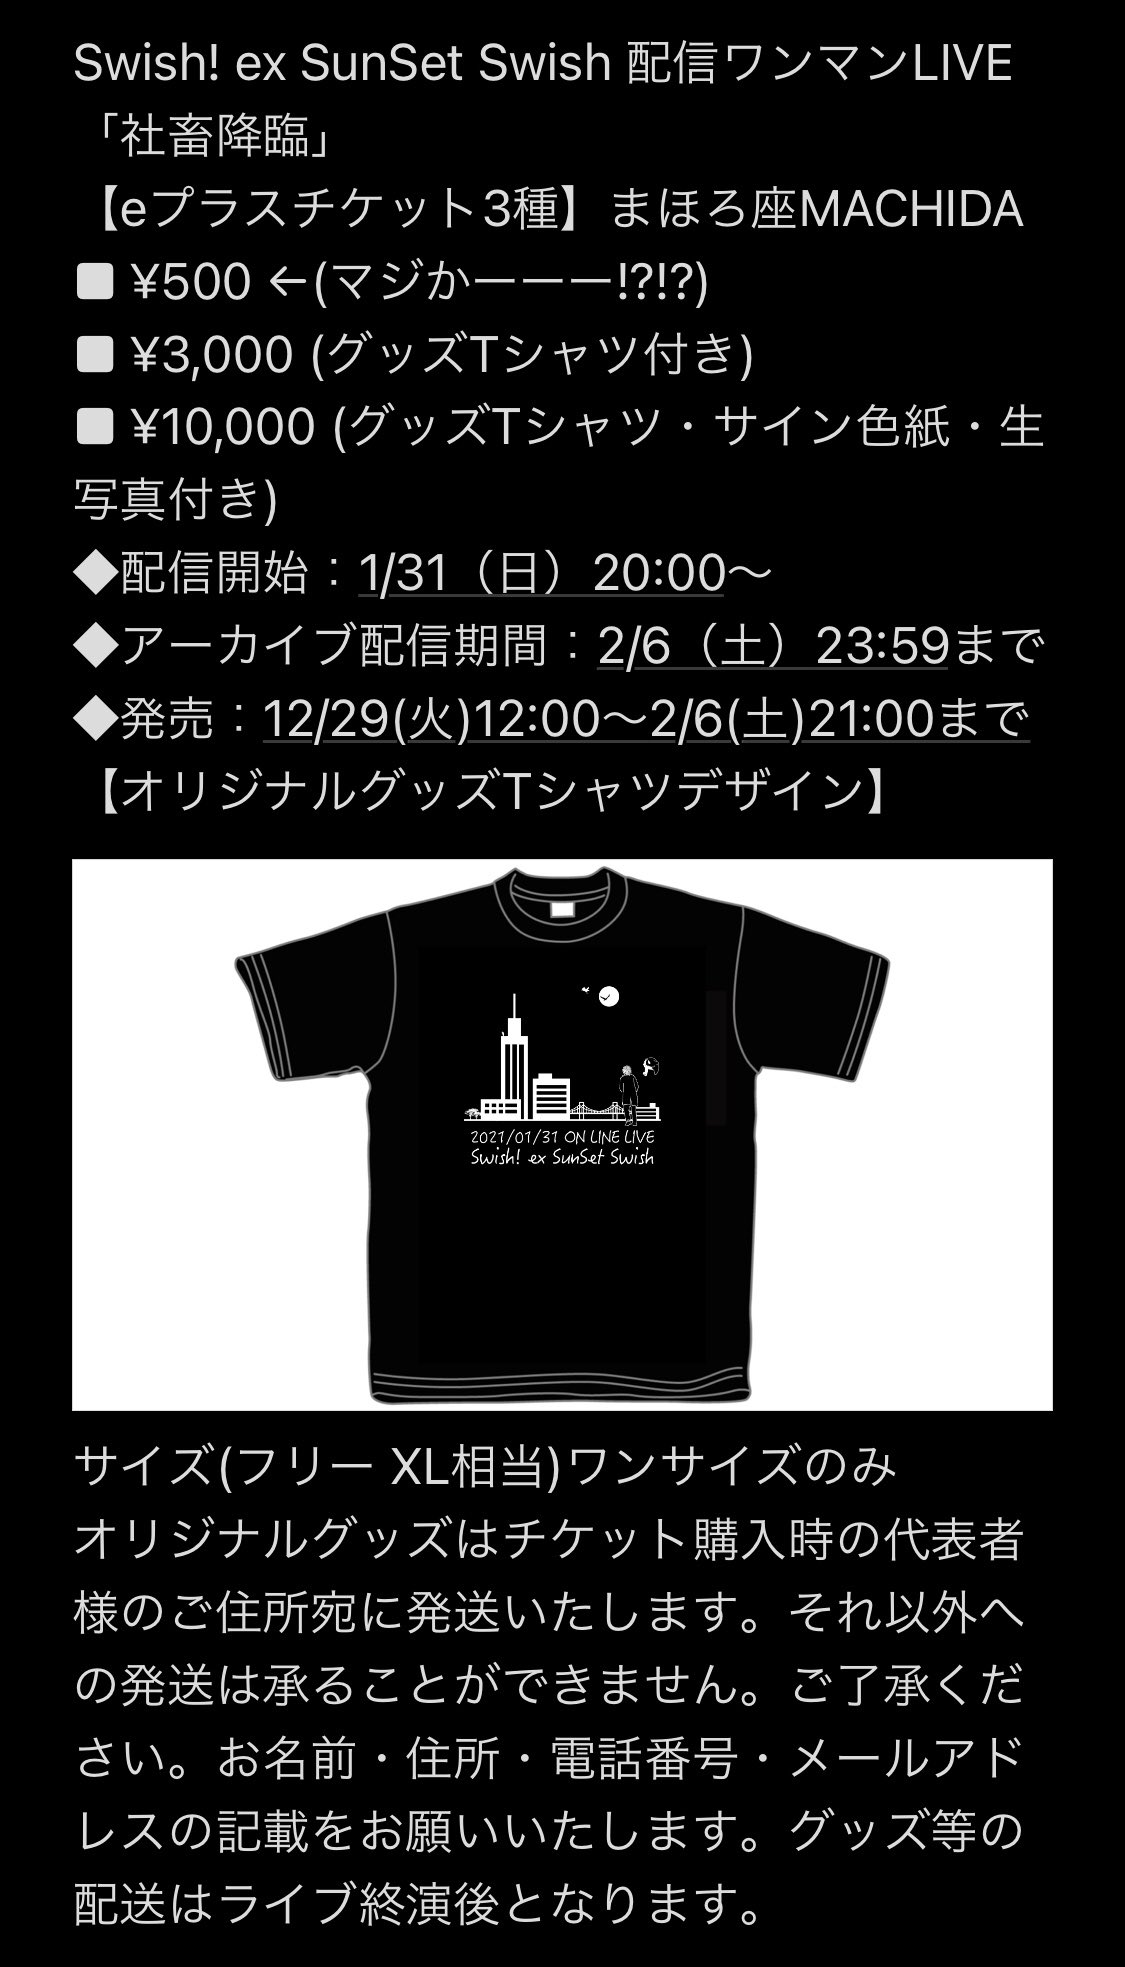 Swish! ex SunSet Swish 配信ワンマンLIVE
「社畜降臨」
【eプラスチケット3種】まほろ座MACHIDA
◽ ¥500 ←(マジかーーー!?!?)
◽ ¥3,000 (グッズTシャツ付き)
◽ ¥10,000 (グッズTシャツ・サイン色紙・生
写真付き)
◆配信開始：1/31（日）20:00〜
◆アーカイブ配信期間：2/6（土）23:59まで
◆発売：12/29(火)12:00〜2/6(土)21:00まで
【オリジナルグッズTシャツデザイン】
2021/01/31 ON LINE LIVE
Swish! ex SunSet Swish
サイズ(フリー XL相当)ワンサイズのみ
オリジナルグッズはチケット購入時の代表者
様のご住所宛に発送いたします。それ以外へ
の発送は承ることができません。ご了承くだ
さい。お名前・住所・電話番号・メールアド
レスの記載をお願いいたします。グッズ等の
配送はライブ終演後となります。